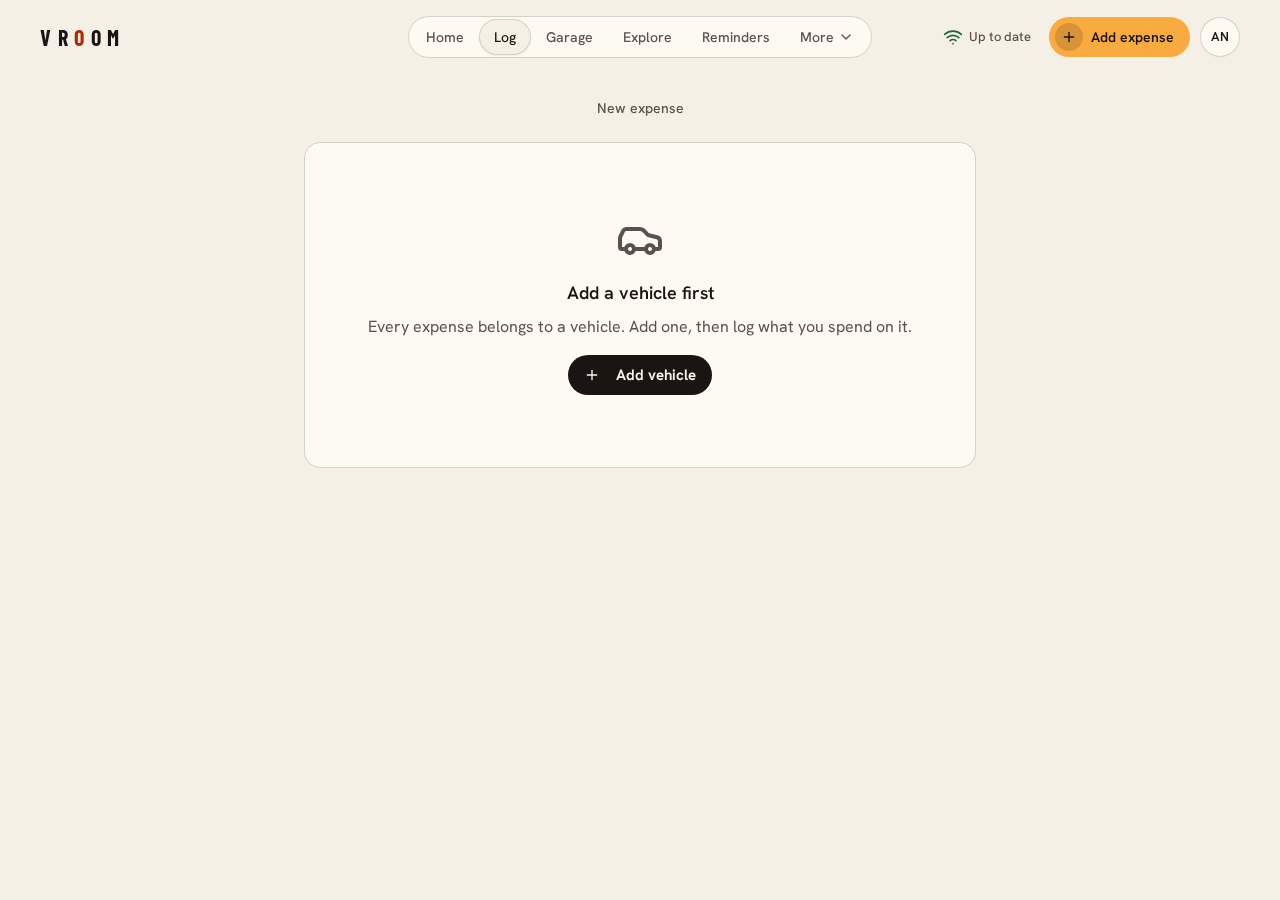 VROOM
Home Log Garage Explore Reminders More
Up to date
Add expense
AN
New expense
Add a vehicle first
Every expense belongs to a vehicle. Add one, then log what you spend on it.
Add vehicle